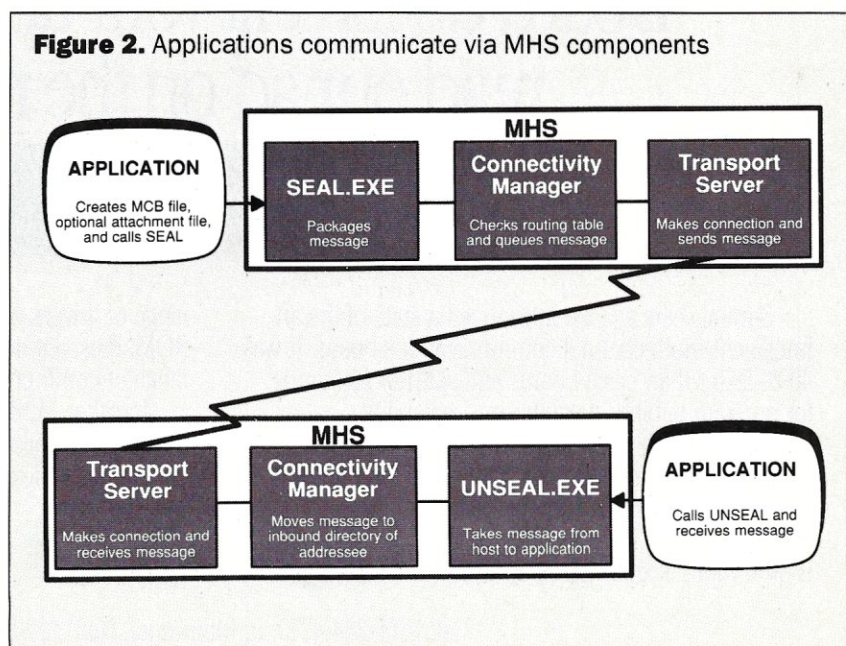 Figure 2. Applications communicate via MHS components
MHS
APPLICATION
Creates MCB file,
optional attachment file,
and calls SEAL
SEAL.EXE
Packages
message
Connectivity
Manager
Checks routing table
and queues message
Transport
Server
Makes connection and
sends message
MHS
Transport
Server
Makes connection and
receives message
Connectivity
Manager
Moves message to
inbound directory of
addressee
UNSEAL.EXE
Takes message from
host to application
APPLICATION
Calls UNSEAL and
receives message